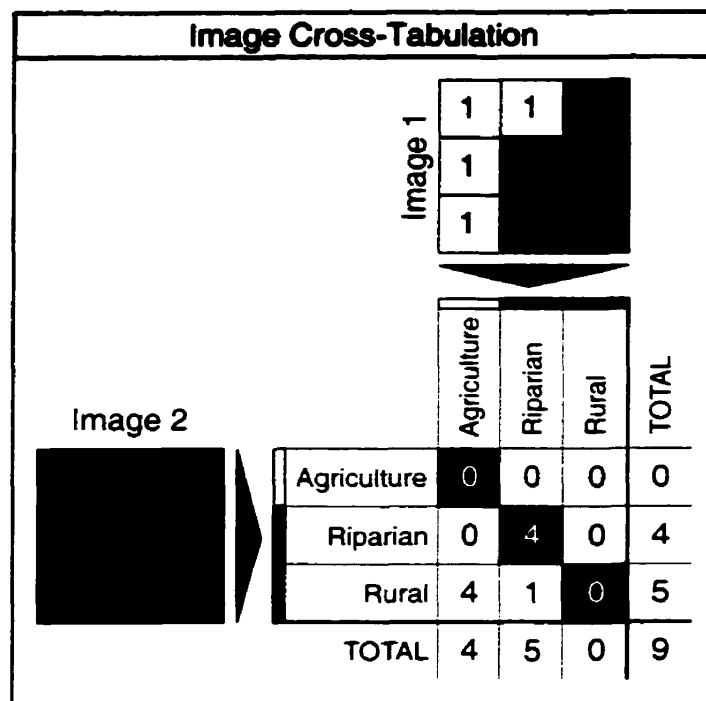 Image Cross-Tabulation
Image 1
1 1
1
1
Agriculture Riparian Rural TOTAL
Image 2
Agriculture 0 0 0 0
Riparian 0 4 0 4
Rural 4 1 0 5
TOTAL 4 5 0 9